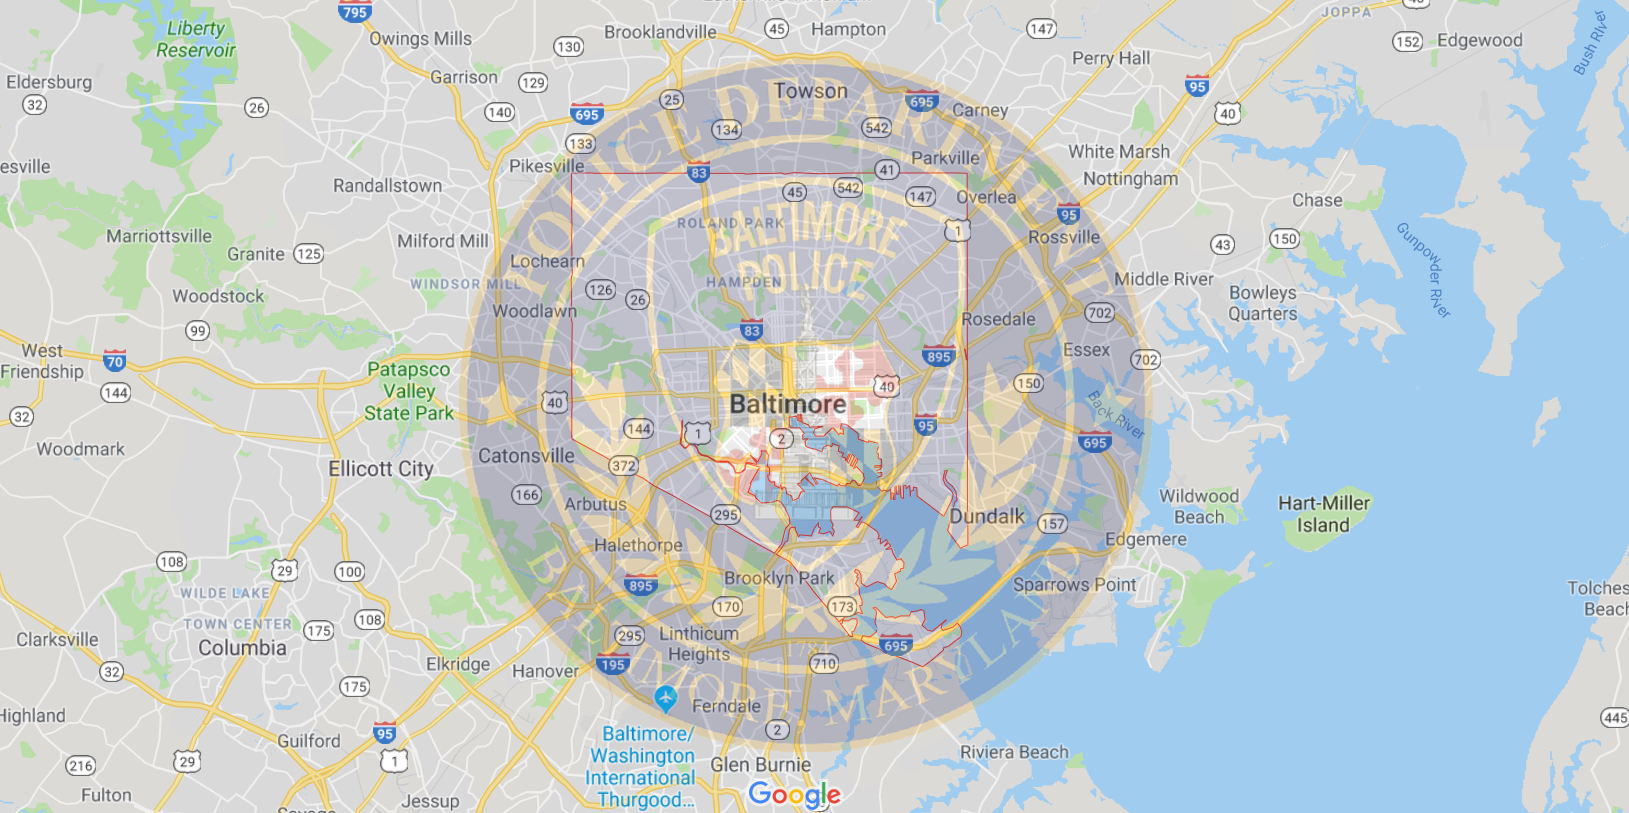 795
Liberty
Reservoir
Owings Mills
130
Brooklandville
45
Hampton
147
JOPPA
152
Edgewood
Perry Hall
Bush River
Eldersburg
32
26
Garrison
129
140
695
25
Towson
695
Carney
95
40
POLICE DEPARTMENT
134
542
133
Pikesville
83
Parkville
41
White Marsh
Nottingham
esville
Randallstown
45
542
147
Overlea
Chase
ROLAND PARK
BALTIMORE
POLICE
1
95
Rossville
43
150
Gunpowder River
Marriottsville
Granite
125
Milford Mill
Lochearn
WINDSOR MILL
HAMPDEN
Middle River
Bowleys
Quarters
Woodstock
126
26
Woodlawn
99
83
Rosedale
702
West
Friendship
70
144
Patapsco
Valley
State Park
895
Essex
702
40
40
150
Back River
32
Baltimore
144
1
2
95
695
Woodmark
Ellicott City
Catonsville
372
166
Arbutus
295
Dundalk
157
Wildwood
Beach
Hart-Miller
Island
Halethorpe
Edgemere
108
29
100
895
Brooklyn Park
Sparrows Point
Tolches
Beach
WILDE LAKE
TOWN CENTER
175
108
170
173
BALTIMORE MARYLAND
Clarksville
Columbia
295
Linthicum
Heights
695
32
Elkridge
Hanover
195
710
175
Highland
Ferndale
445
95
2
Guilford
Baltimore/
Washington
International
Thurgood...
Riviera Beach
216
29
1
Glen Burnie
Fulton
Jessup
Google